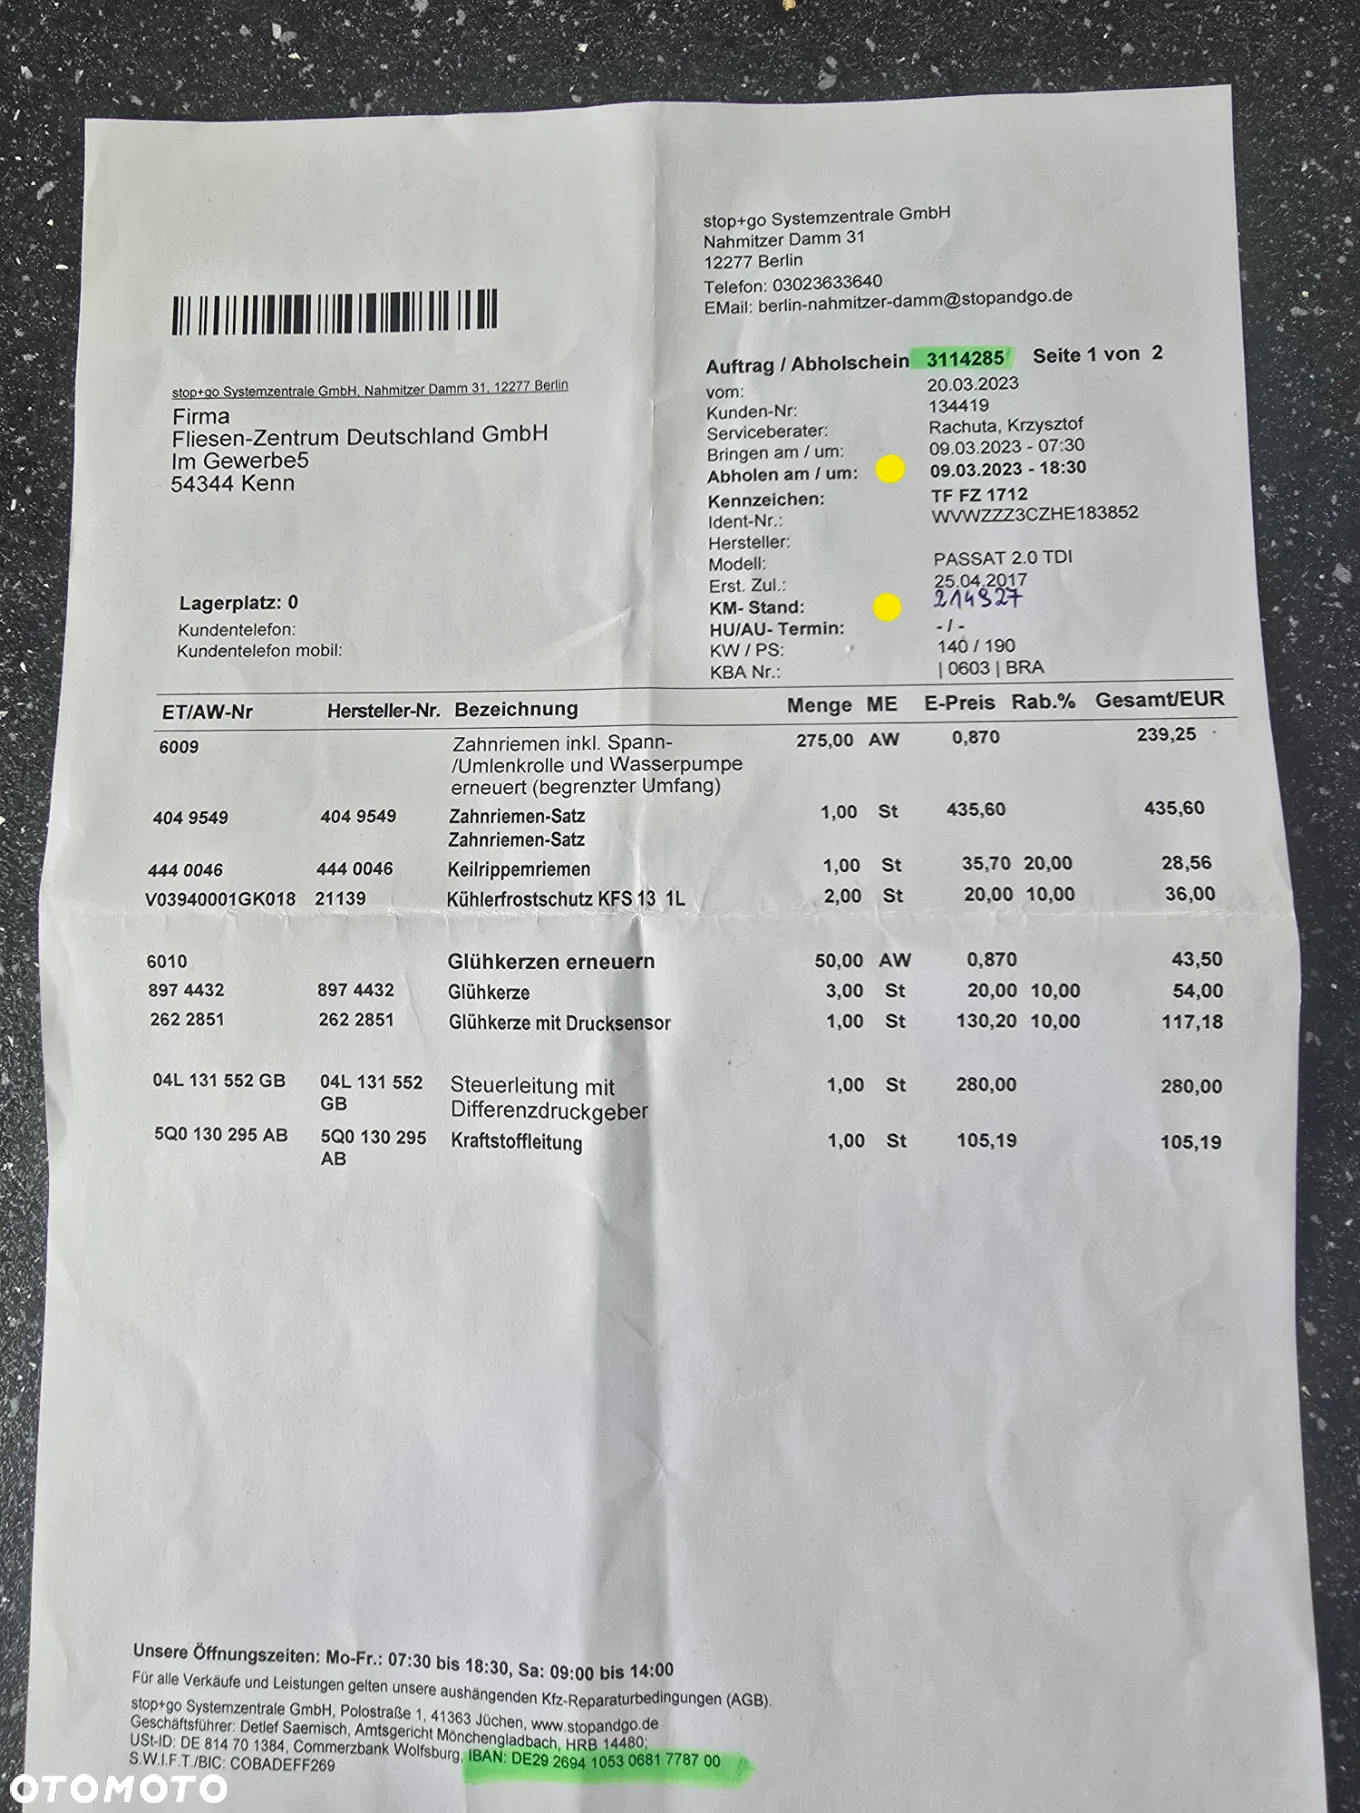 stop+go Systemzentrale GmbH
Nahmitzer Damm 31
12277 Berlin
Telefon: 03023633640
EMail: berlin-nahmitzer-damm@stopandgo.de
stop+go Systemzentrale GmbH, Nahmitzer Damm 31, 12277 Berlin
Firma
Fliesen-Zentrum Deutschland GmbH
Im Gewerbe5
54344 Kenn
Auftrag / Abholschein 3114285 Seite 1 von 2
vom: 20.03.2023
Kunden-Nr: 134419
Serviceberater: Rachuta, Krzysztof
Bringen am / um: 09.03.2023 - 07:30
Abholen am / um: 09.03.2023 - 18:30
Kennzeichen: TF FZ 1712
Ident-Nr.: WVWZZZ3CZHE183852
Hersteller:
Modell: PASSAT 2.0 TDI
Erst. Zul.: 25.04.2017
KM- Stand: 214927
HU/AU- Termin: - / -
KW / PS: 140 / 190
KBA Nr.: | 0603 | BRA
Lagerplatz: 0
Kundentelefon:
Kundentelefon mobil:
ET/AW-Nr Hersteller-Nr. Bezeichnung Menge ME E-Preis Rab.% Gesamt/EUR
6009 Zahnriemen inkl. Spann- 275,00 AW 0,870 239,25
/Umlenkrolle und Wasserpumpe
erneuert (begrenzter Umfang)
404 9549 404 9549 Zahnriemen-Satz 1,00 St 435,60 435,60
Zahnriemen-Satz
444 0046 444 0046 Keilrippemriemen 1,00 St 35,70 20,00 28,56
V03940001GK018 21139 Kühlerfrostschutz KFS 13 1L 2,00 St 20,00 10,00 36,00
6010 Glühkerzen erneuern 50,00 AW 0,870 43,50
897 4432 897 4432 Glühkerze 3,00 St 20,00 10,00 54,00
262 2851 262 2851 Glühkerze mit Drucksensor 1,00 St 130,20 10,00 117,18
04L 131 552 GB 04L 131 552 Steuerleitung mit 1,00 St 280,00 280,00
GB Differenzdruckgeber
5Q0 130 295 AB 5Q0 130 295 Kraftstoffleitung 1,00 St 105,19 105,19
AB
Unsere Öffnungszeiten: Mo-Fr.: 07:30 bis 18:30, Sa: 09:00 bis 14:00
Für alle Verkäufe und Leistungen gelten unsere aushängenden Kfz-Reparaturbedingungen (AGB).
stop+go Systemzentrale GmbH, Polostraße 1, 41363 Jüchen, www.stopandgo.de
Geschäftsführer: Detlef Saemisch, Amtsgericht Mönchengladbach, HRB 14480;
USt-ID: DE 814 70 1384, Commerzbank Wolfsburg, IBAN: DE29 2694 1053 0681 7787 00
S.W.I.F.T./BIC: COBADEFF269
OTOMOTO